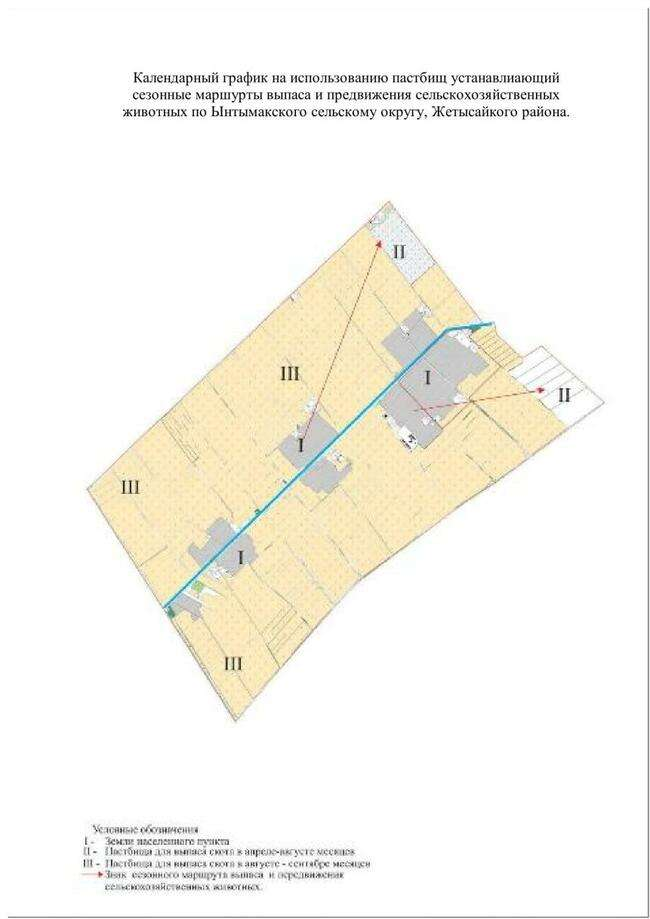 Календарный график на использованию пастбищ устанавлиающий
сезонные маршурты выпаса и предвижения сельскохозяйственных
животных по Ынтымакского сельскому округу, Жетысайкого района.
II
I
II
III
I
III
I
III
Условные обозначения
I - Земли населенного пункта
II - Пастбища для выпаса скота в апреле-августе месяцев
III - Пастбища для выпаса скота в августе - сентябре месяцев
Знак сезонного маршрута выпаса и передвижения
сельскохозяйственных животных.